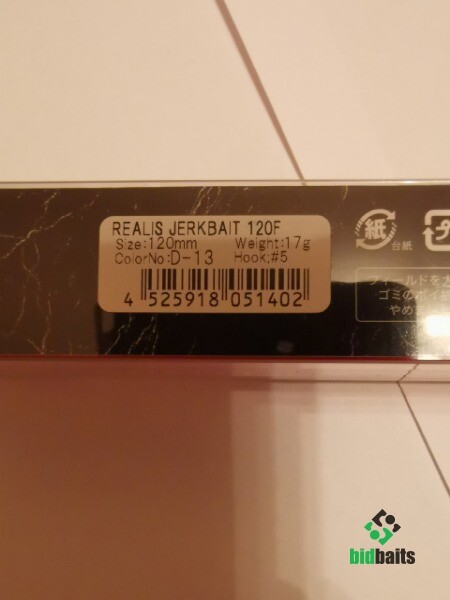 REALIS JERKBAIT 120F
Size:120mm Weight:17g
ColorNo:D-13 Hook;#5
4 525918 051402
紙
台紙
プ
フィールドを
ゴミのポイ
やめ
bidbaits